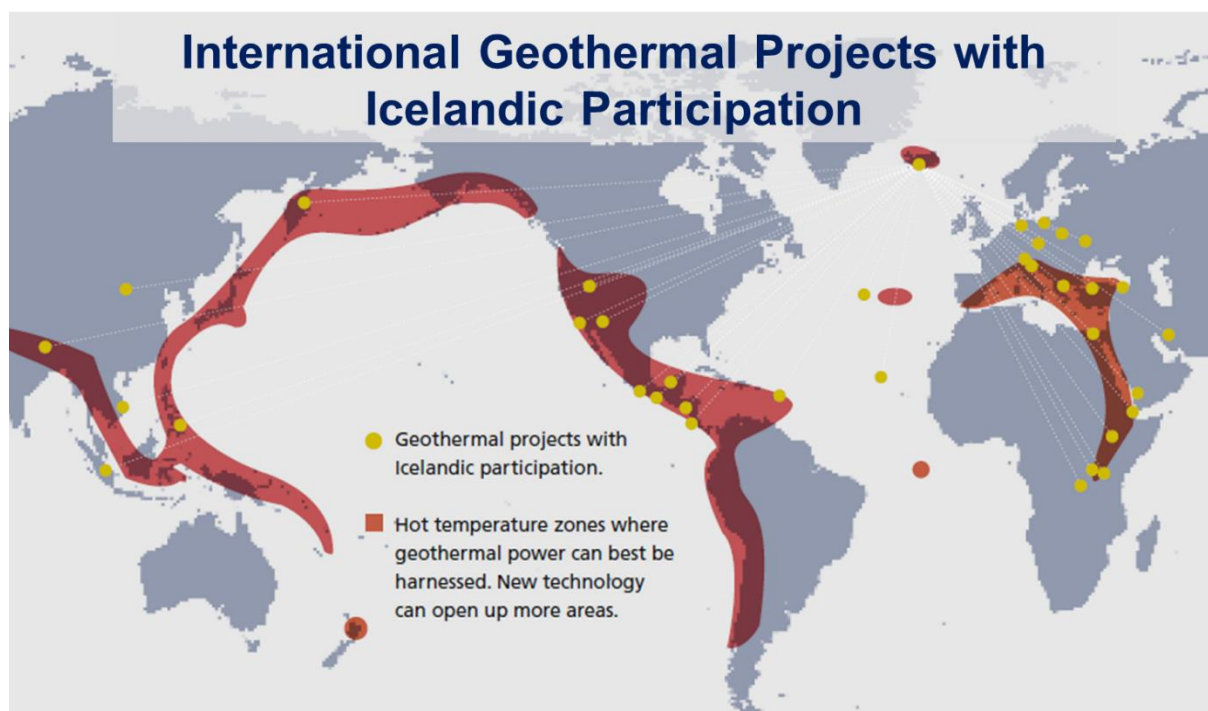 International Geothermal Projects with
Icelandic Participation
Geothermal projects with
Icelandic participation.
Hot temperature zones where
geothermal power can best be
harnessed. New technology
can open up more areas.